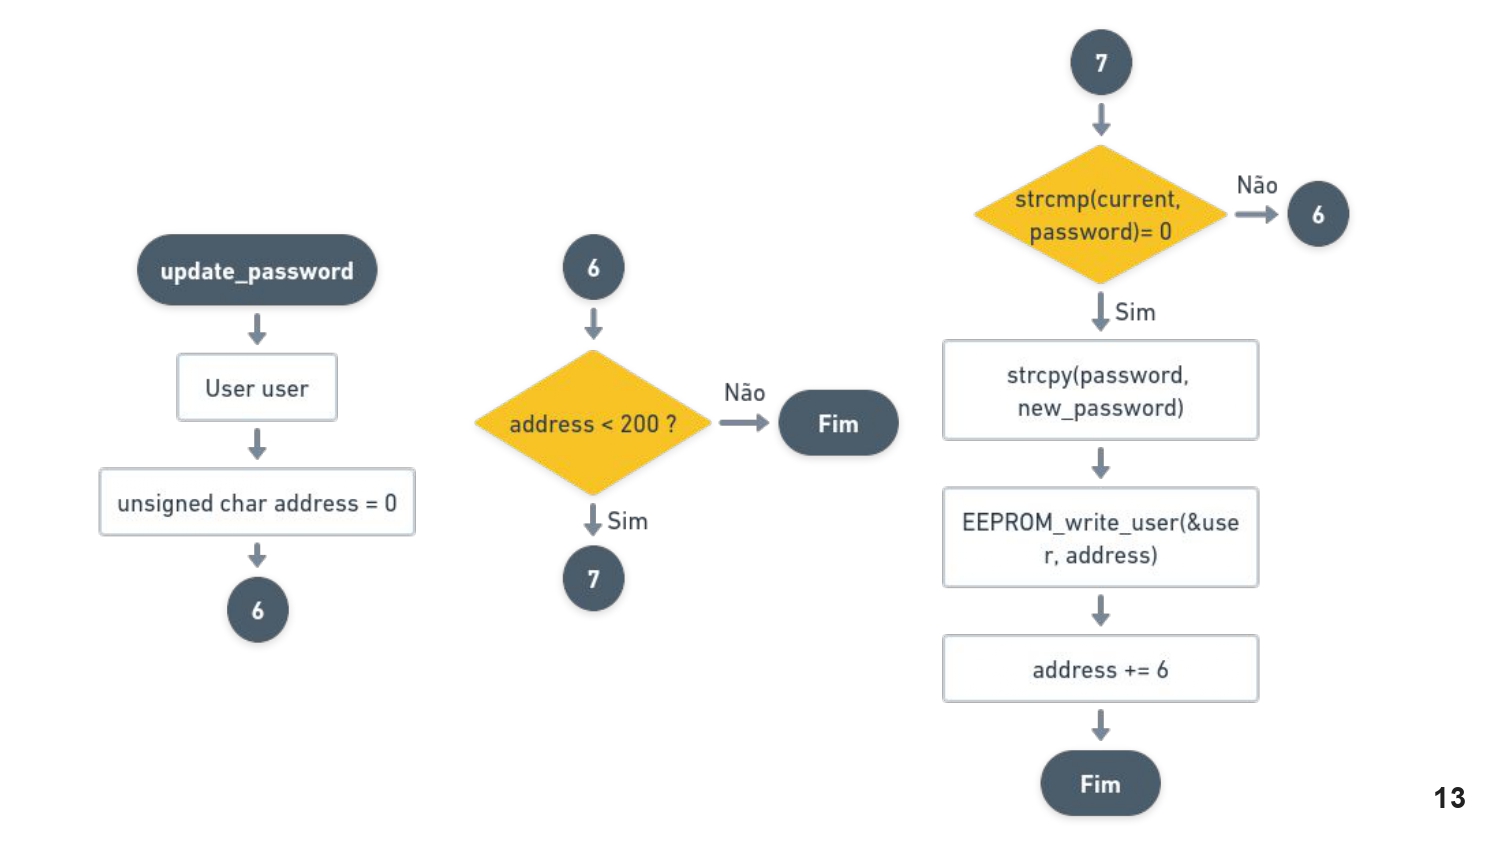 update_password
User user
unsigned char address = 0
6
6
address < 200 ?
Não
Fim
Sim
7
7
strcmp(current,
password)= 0
Não
6
Sim
strcpy(password,
new_password)
EEPROM_write_user(&use
r, address)
address += 6
Fim
13